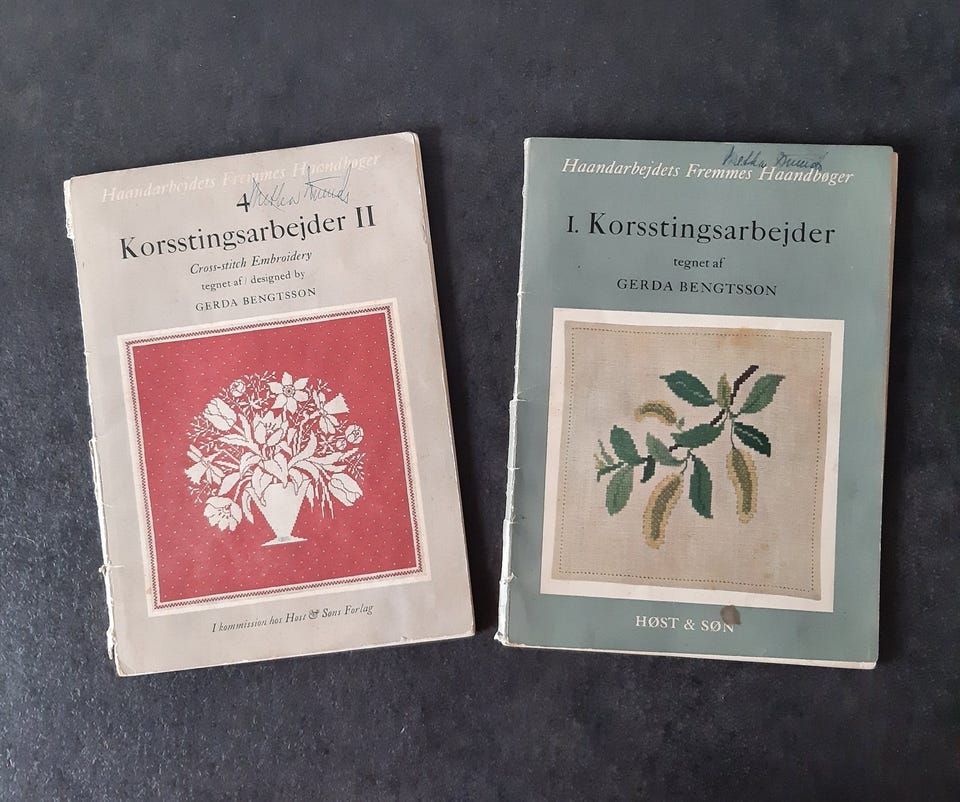 Haandarbejdets Fremmes Haandbøger
4
Korsstingsarbejder II
Cross-stitch Embroidery
tegnet af / designed by
GERDA BENGTSSON
I kommission hos Høst & Søns Forlag
Haandarbejdets Fremmes Haandbøger
I. Korsstingsarbejder
tegnet af
GERDA BENGTSSON
HØST & SØN